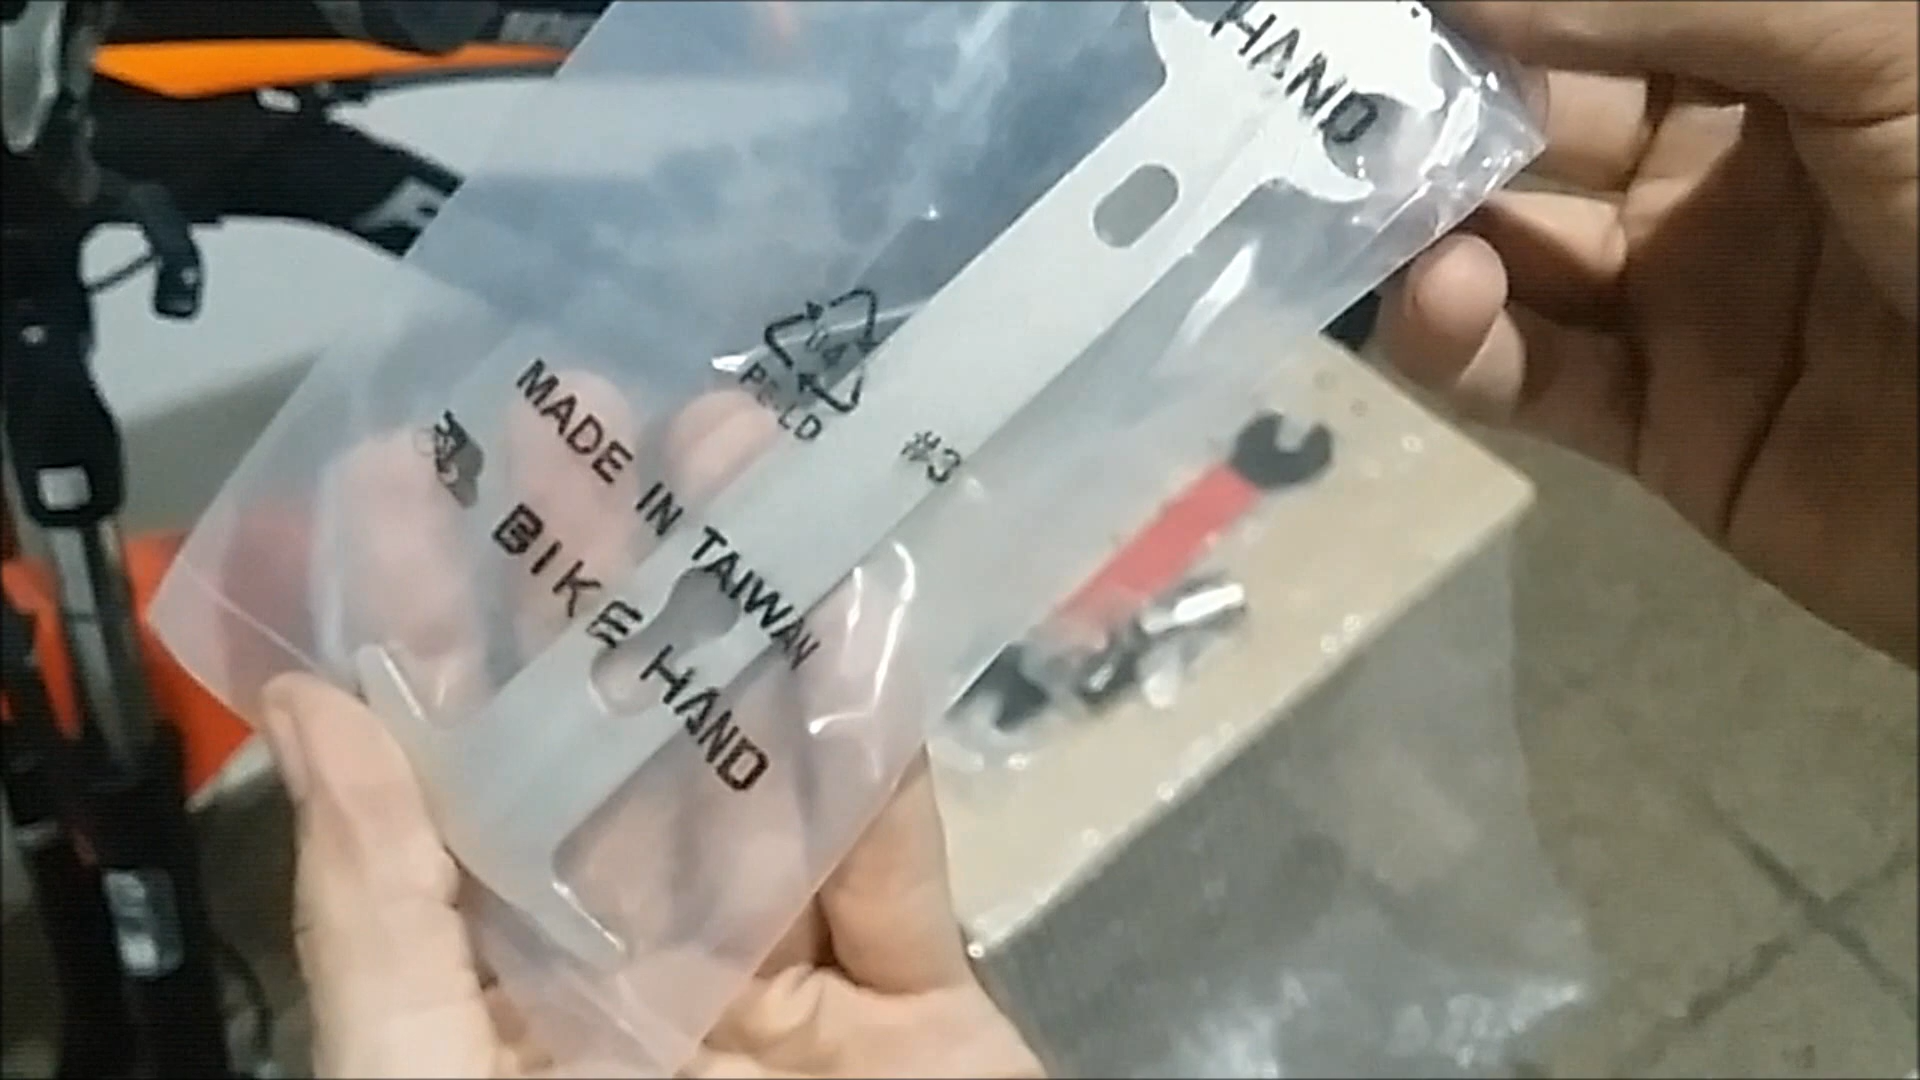 HAND
04
PE-LD
#3
MADE IN TAIWAN
BIKE HAND